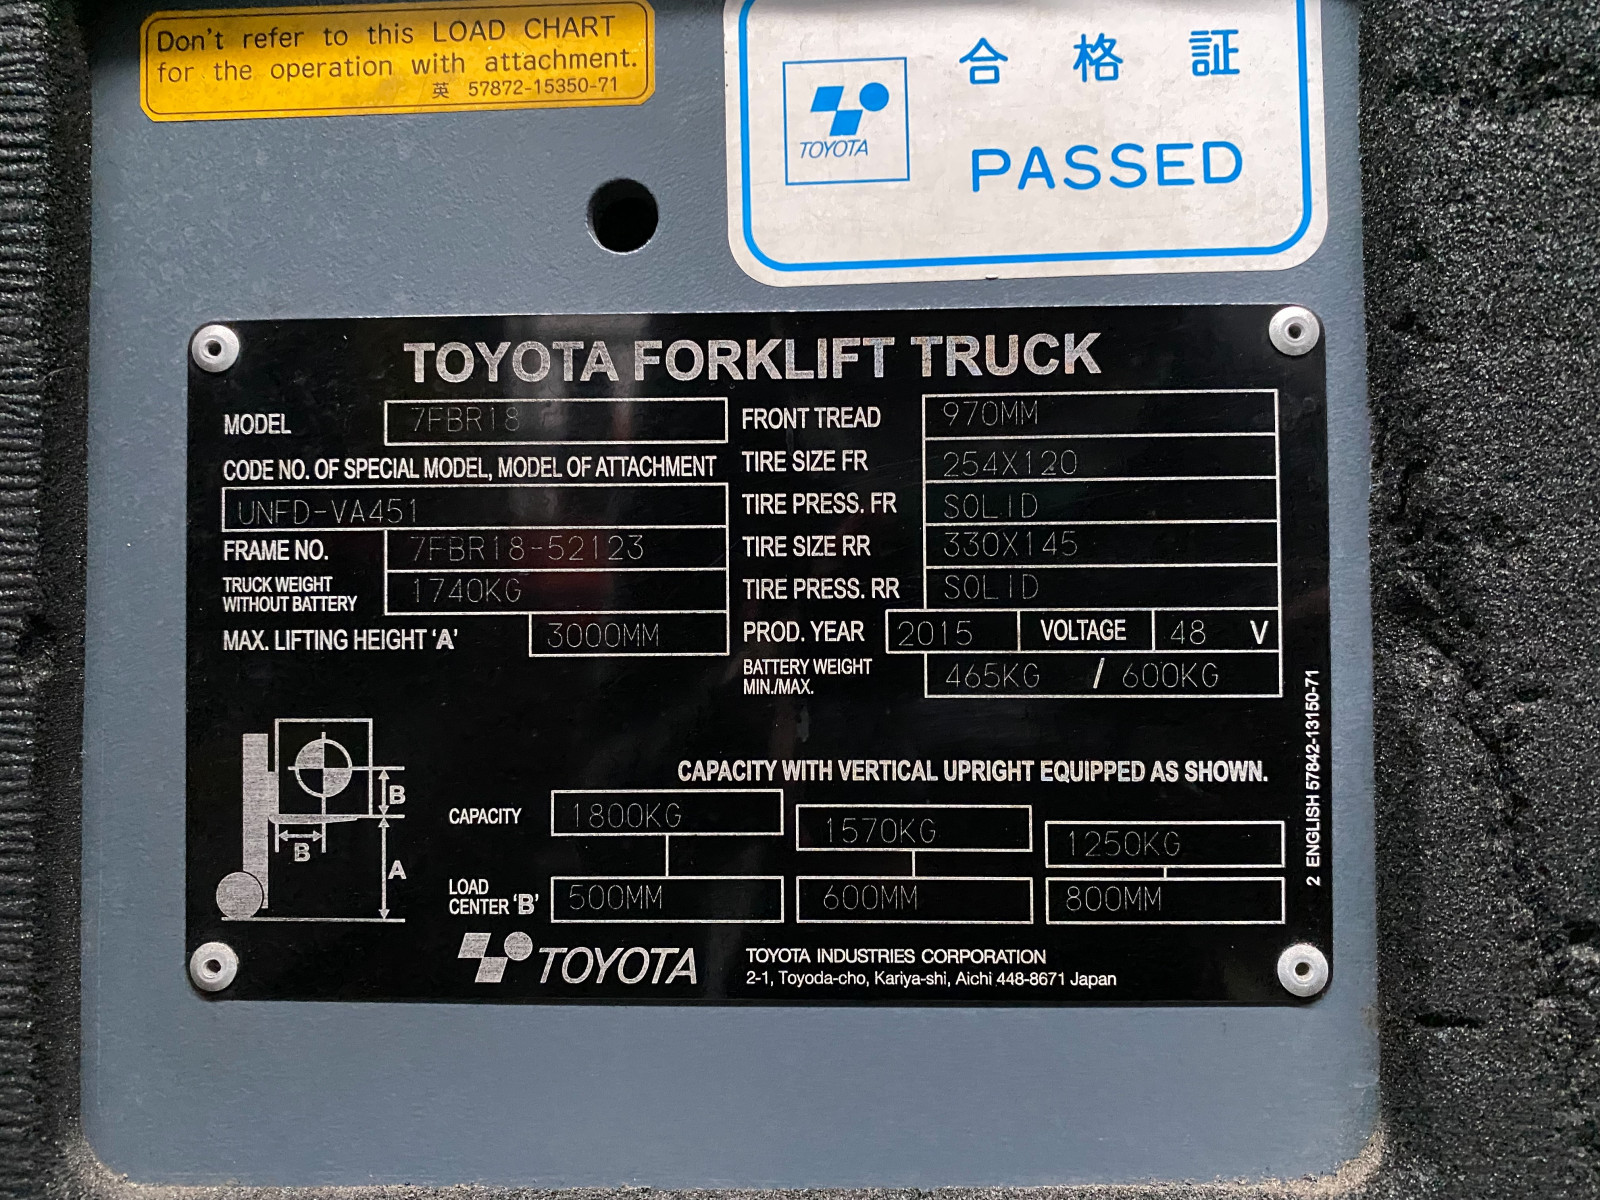 Don't refer to this LOAD CHART
for the operation with attachment.
英 57872-15350-71
合格証
TOYOTA
PASSED
TOYOTA FORKLIFT TRUCK
MODEL 7FBR18
CODE NO. OF SPECIAL MODEL, MODEL OF ATTACHMENT
UNFD-VA451
FRAME NO. 7FBR18-52123
TRUCK WEIGHT
WITHOUT BATTERY 1740KG
MAX. LIFTING HEIGHT 'A' 3000MM
FRONT TREAD 970MM
TIRE SIZE FR 254X120
TIRE PRESS. FR SOLID
TIRE SIZE RR 330X145
TIRE PRESS. RR SOLID
PROD. YEAR 2015 VOLTAGE 48 V
BATTERY WEIGHT
MIN./MAX. 465KG / 600KG
CAPACITY WITH VERTICAL UPRIGHT EQUIPPED AS SHOWN.
B
B
A
CAPACITY 1800KG 1570KG 1250KG
LOAD
CENTER 'B' 500MM 600MM 800MM
TOYOTA
TOYOTA INDUSTRIES CORPORATION
2-1, Toyoda-cho, Kariya-shi, Aichi 448-8671 Japan
2 ENGLISH 57842-13150-71